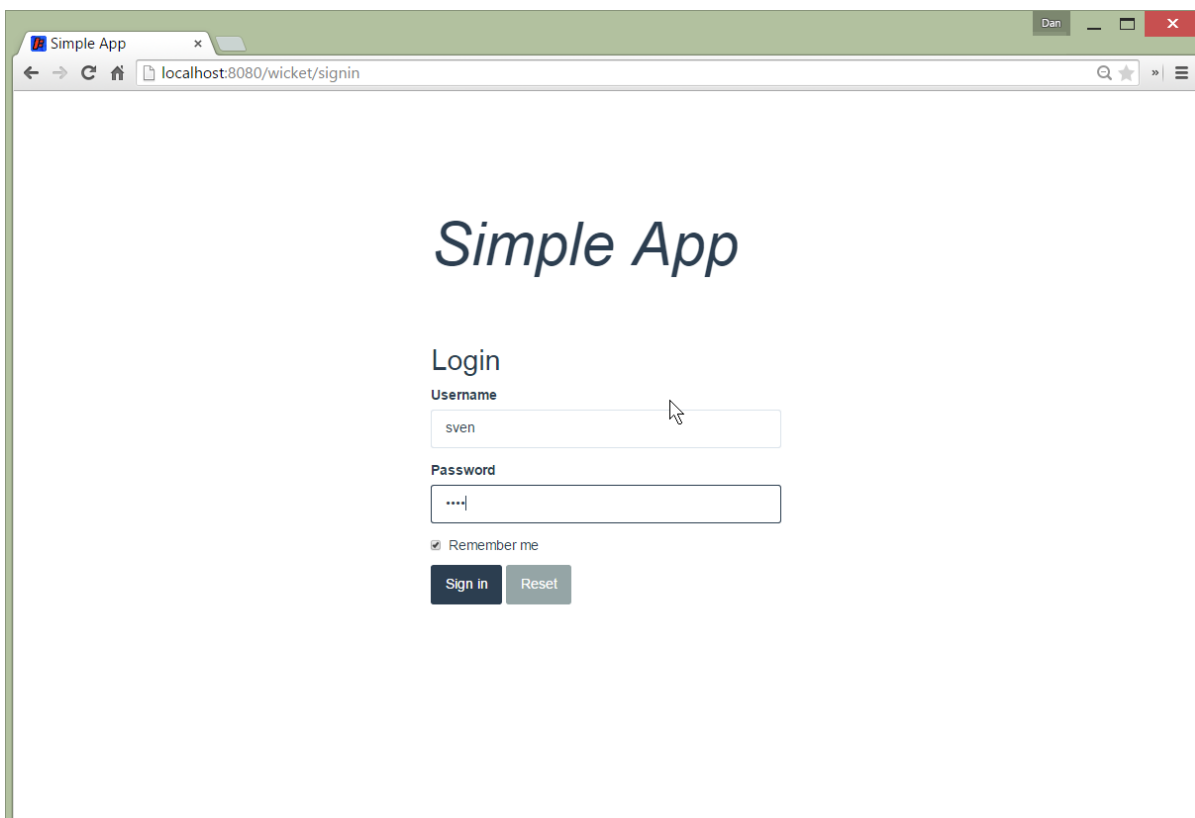 Dan
Simple App
localhost:8080/wicket/signin
Simple App
Login
Username
sven
Password
••••
Remember me
Sign in Reset